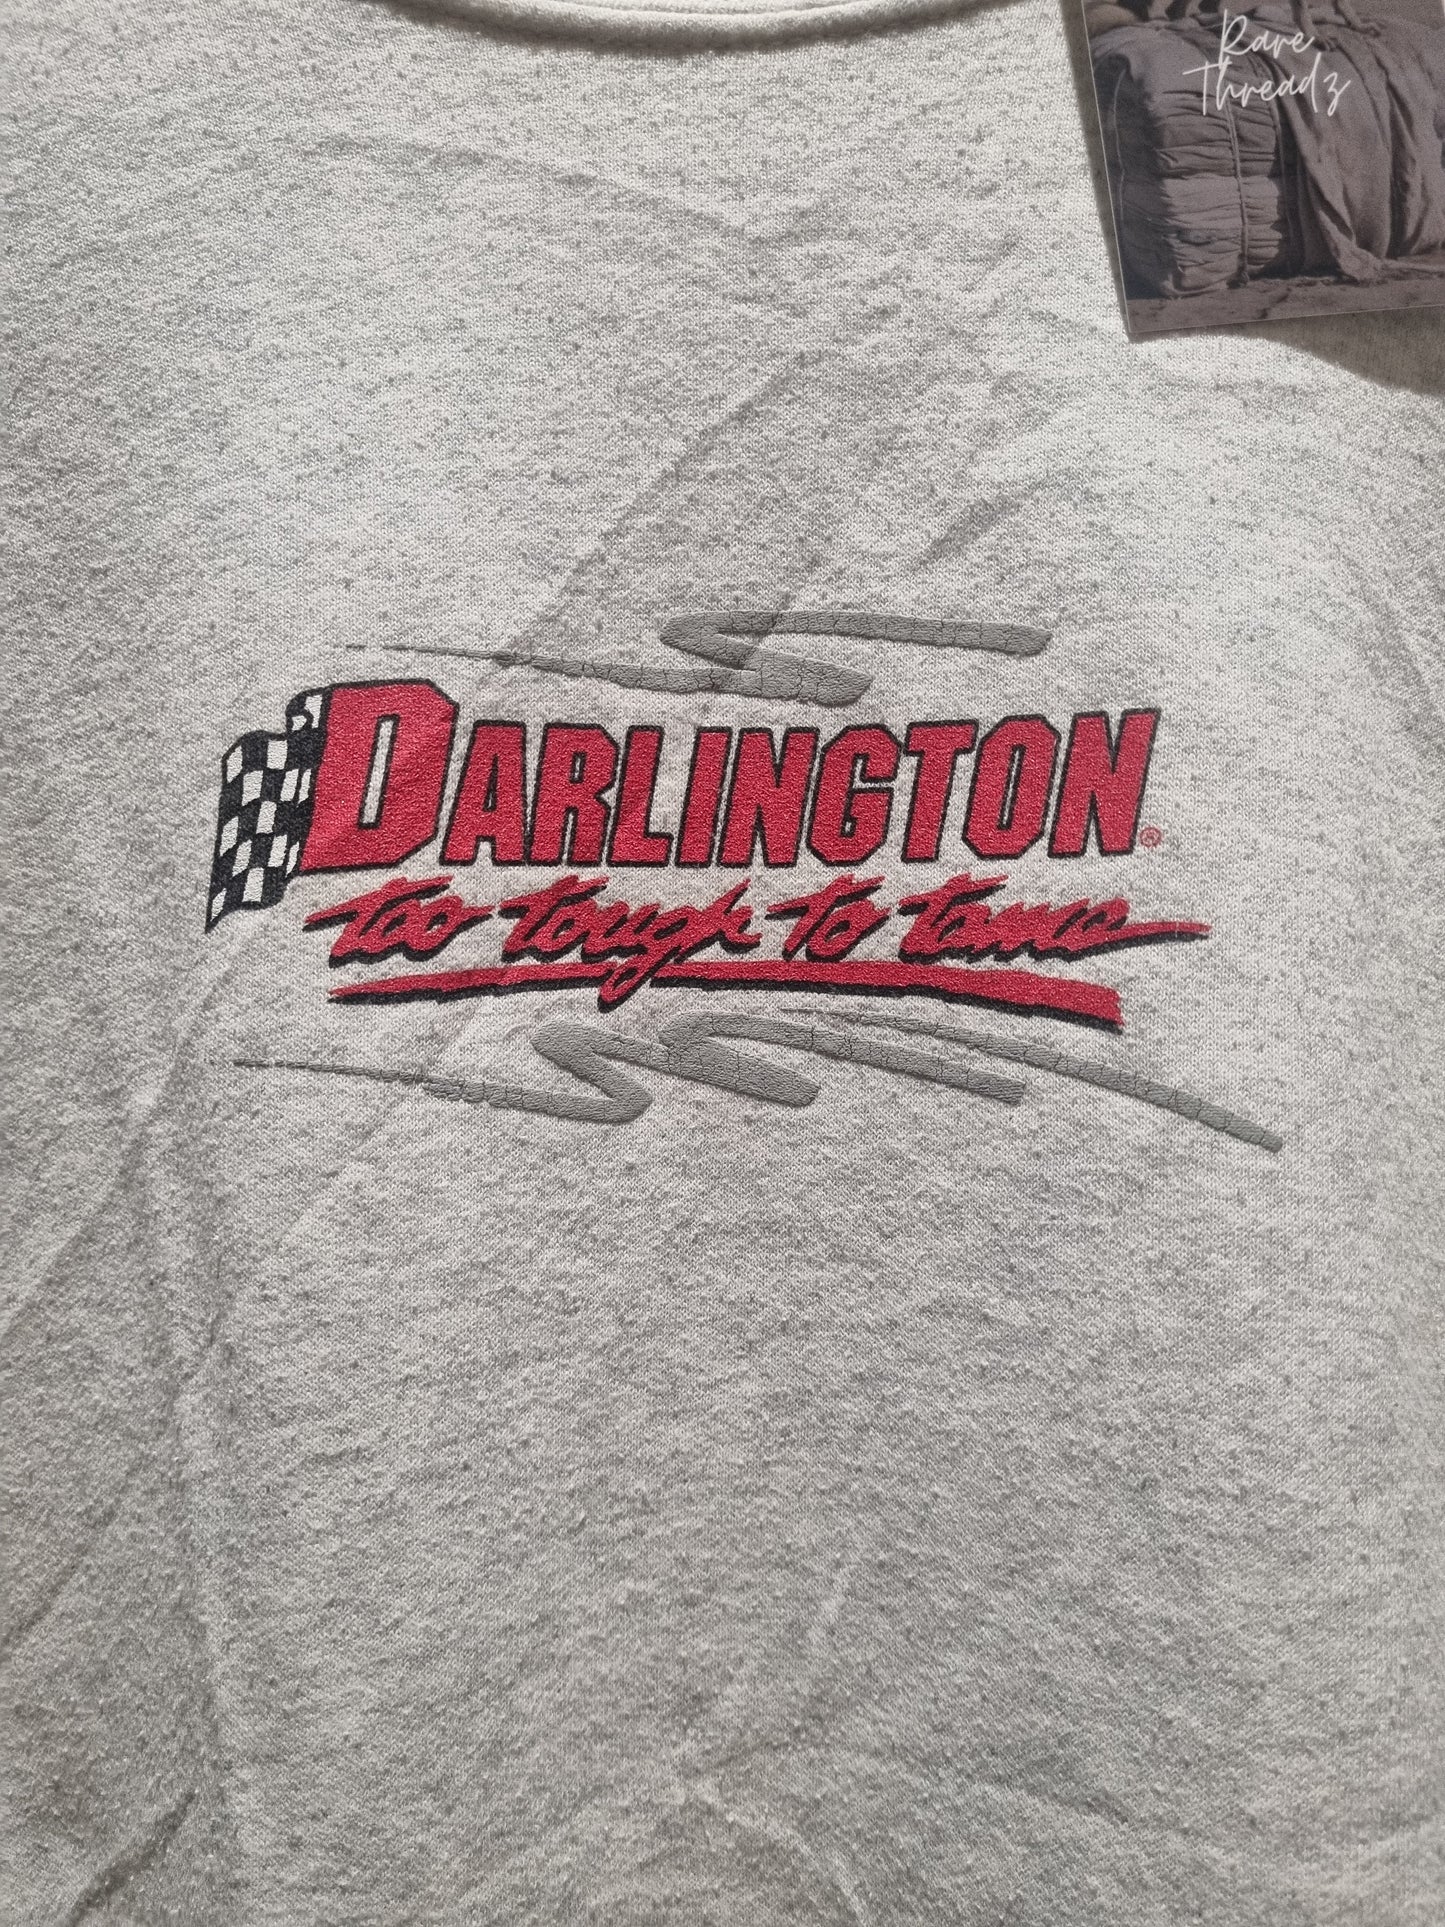 Rare
Threadz
DARLINGTON®
too tough to tame